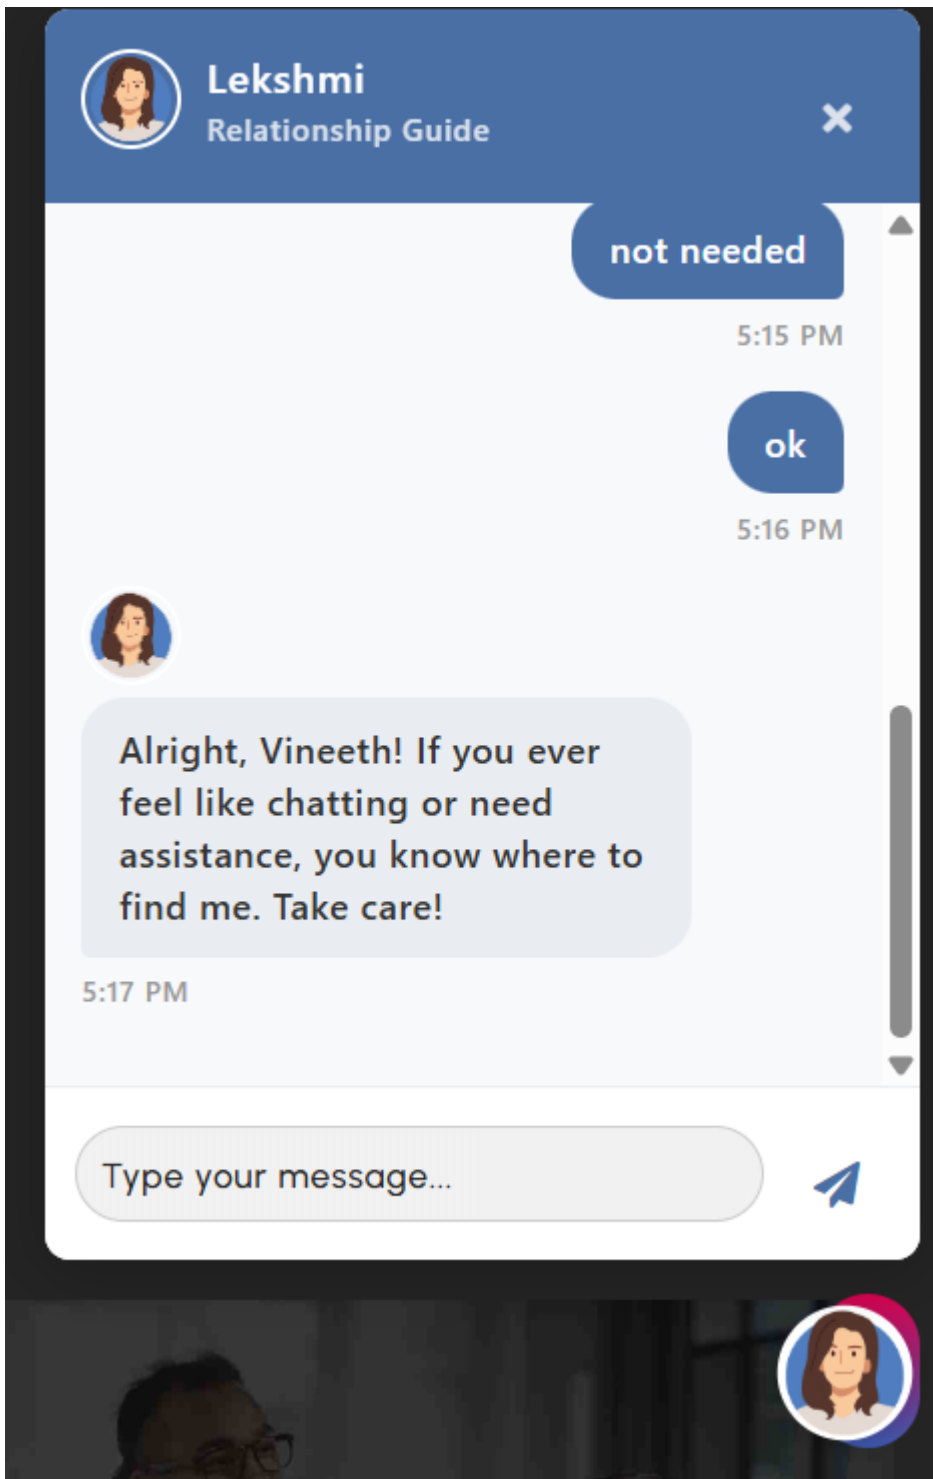 Lekshmi
Relationship Guide
not needed
5:15 PM
ok
5:16 PM
Alright, Vineeth! If you ever
feel like chatting or need
assistance, you know where to
find me. Take care!
5:17 PM
Type your message...